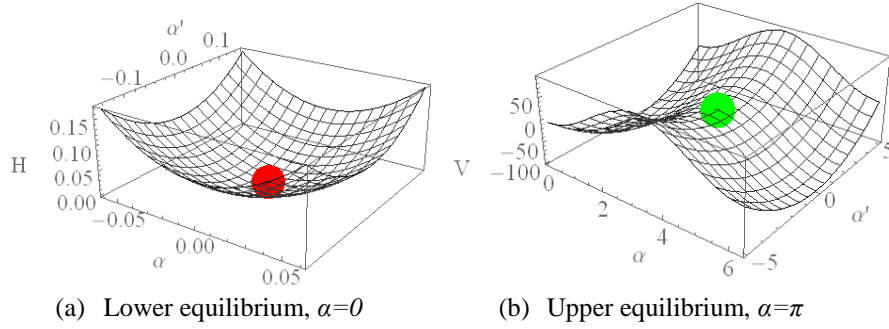 α′
0.1
0.0
−0.1
0.15
0.10
H
0.05
0.00
−0.05
0.00
α
0.05
50
0
−50
V
−100
0
2
4
α
6
5
0
α′
−5
(a) Lower equilibrium, α=0
(b) Upper equilibrium, α=π